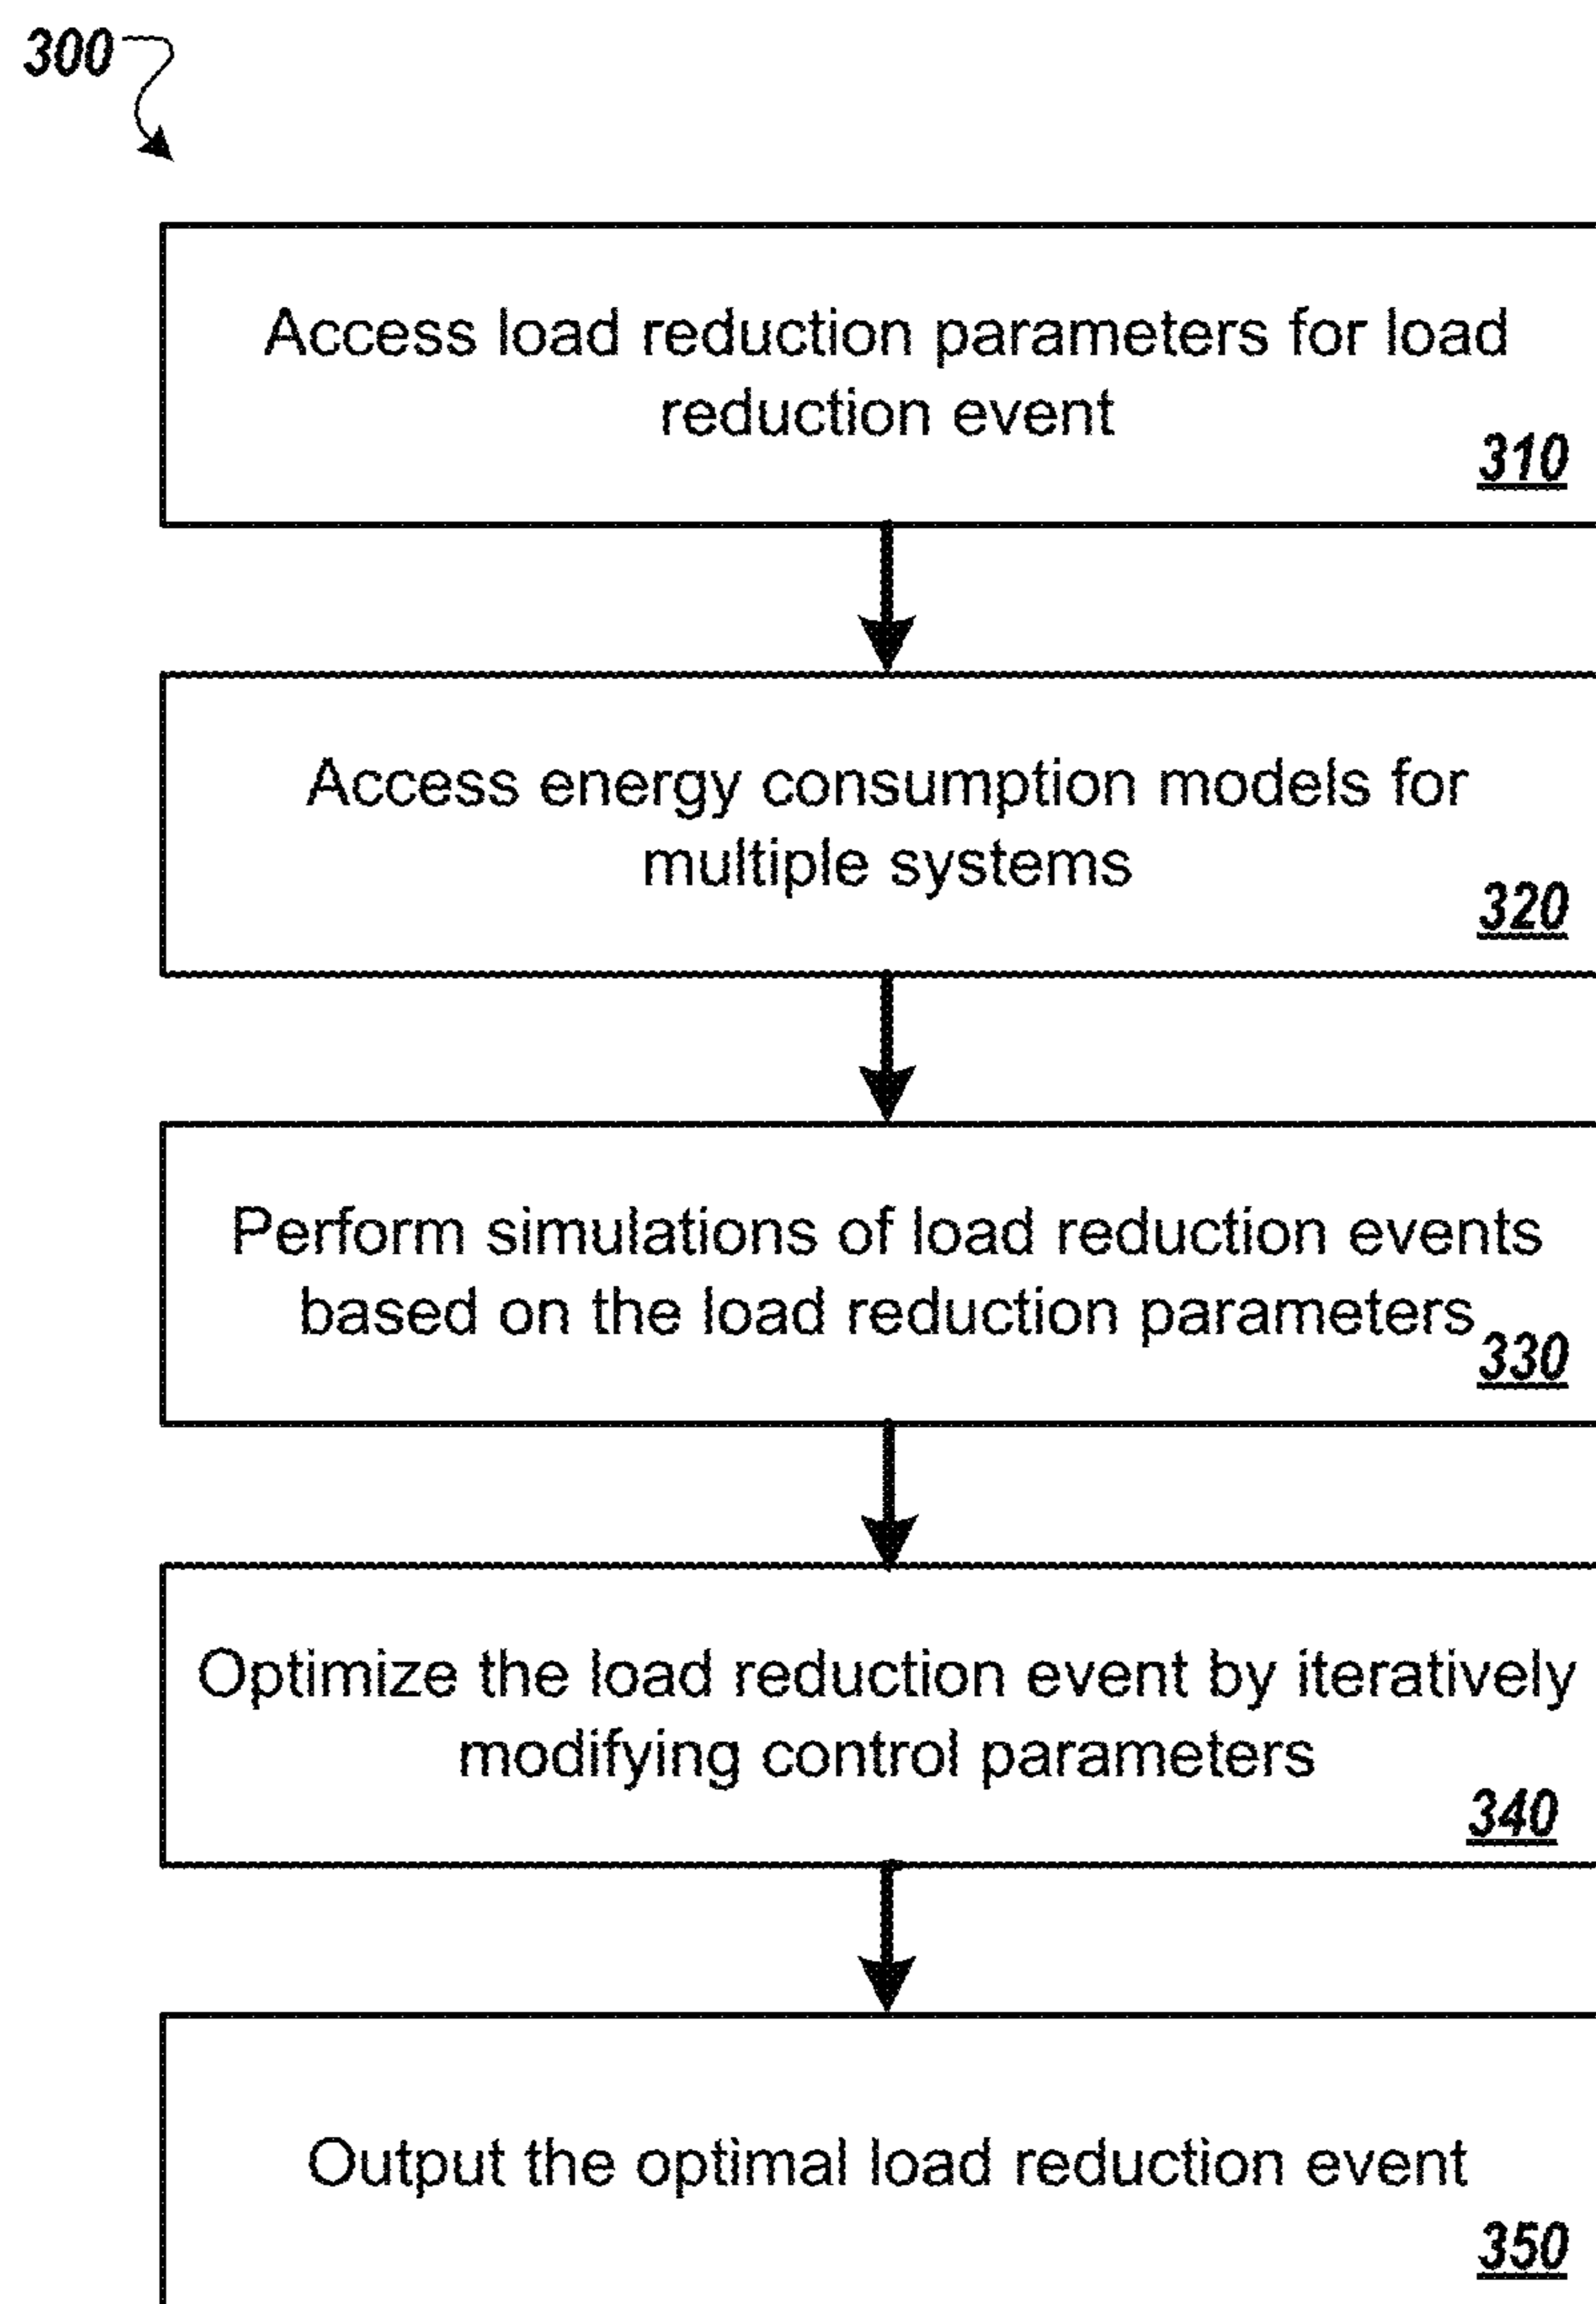 300
Access load reduction parameters for load
reduction event
310
Access energy consumption models for
multiple systems
320
Perform simulations of load reduction events
based on the load reduction parameters
330
Optimize the load reduction event by iteratively
modifying control parameters
340
Output the optimal load reduction event
350